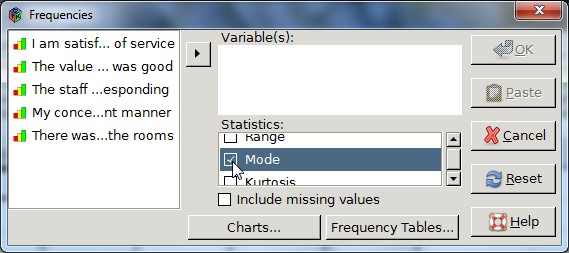 Frequencies
I am satisf... of service
The value ... was good
The staff ...esponding
My conce...nt manner
There was...the rooms
Variable(s):
Statistics:
Range
Mode
Kurtosis
Include missing values
Charts...
Frequency Tables...
OK
Paste
Cancel
Reset
Help